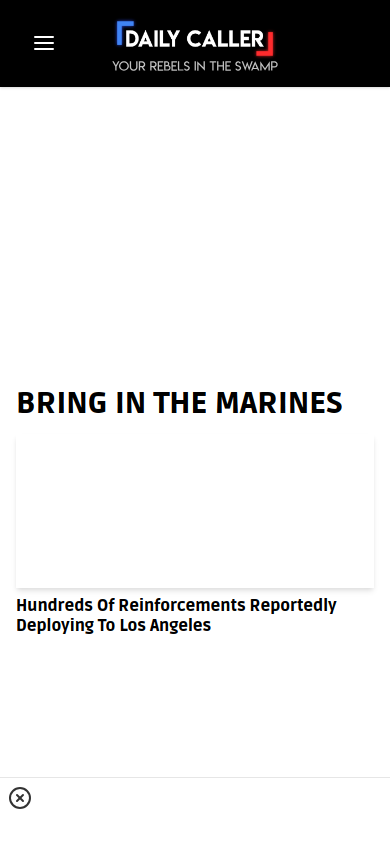 DAILY CALLER
YOUR REBELS IN THE SWAMP
BRING IN THE MARINES
Hundreds Of Reinforcements Reportedly
Deploying To Los Angeles